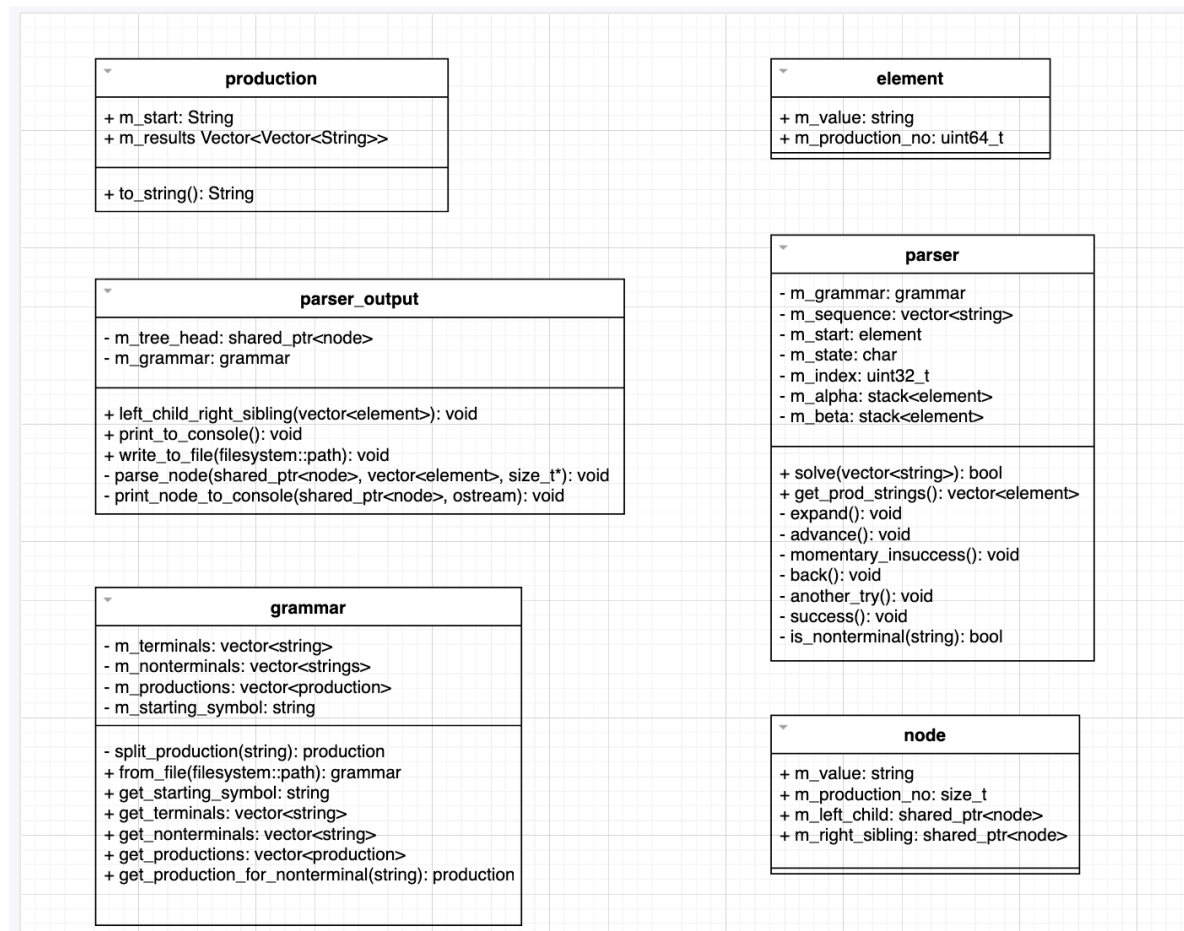 production
+ m_start: String
+ m_results Vector<Vector<String>>
+ to_string(): String
element
+ m_value: string
+ m_production_no: uint64_t
parser_output
- m_tree_head: shared_ptr<node>
- m_grammar: grammar
+ left_child_right_sibling(vector<element>): void
+ print_to_console(): void
+ write_to_file(filesystem::path): void
- parse_node(shared_ptr<node>, vector<element>, size_t*): void
- print_node_to_console(shared_ptr<node>, ostream): void
parser
- m_grammar: grammar
- m_sequence: vector<string>
- m_start: element
- m_state: char
- m_index: uint32_t
- m_alpha: stack<element>
- m_beta: stack<element>
+ solve(vector<string>): bool
+ get_prod_strings(): vector<element>
- expand(): void
- advance(): void
- momentary_insuccess(): void
- back(): void
- another_try(): void
- success(): void
- is_nonterminal(string): bool
grammar
- m_terminals: vector<string>
- m_nonterminals: vector<strings>
- m_productions: vector<production>
- m_starting_symbol: string
- split_production(string): production
+ from_file(filesystem::path): grammar
+ get_starting_symbol: string
+ get_terminals: vector<string>
+ get_nonterminals: vector<string>
+ get_productions: vector<production>
+ get_production_for_nonterminal(string): production
node
+ m_value: string
+ m_production_no: size_t
+ m_left_child: shared_ptr<node>
+ m_right_sibling: shared_ptr<node>